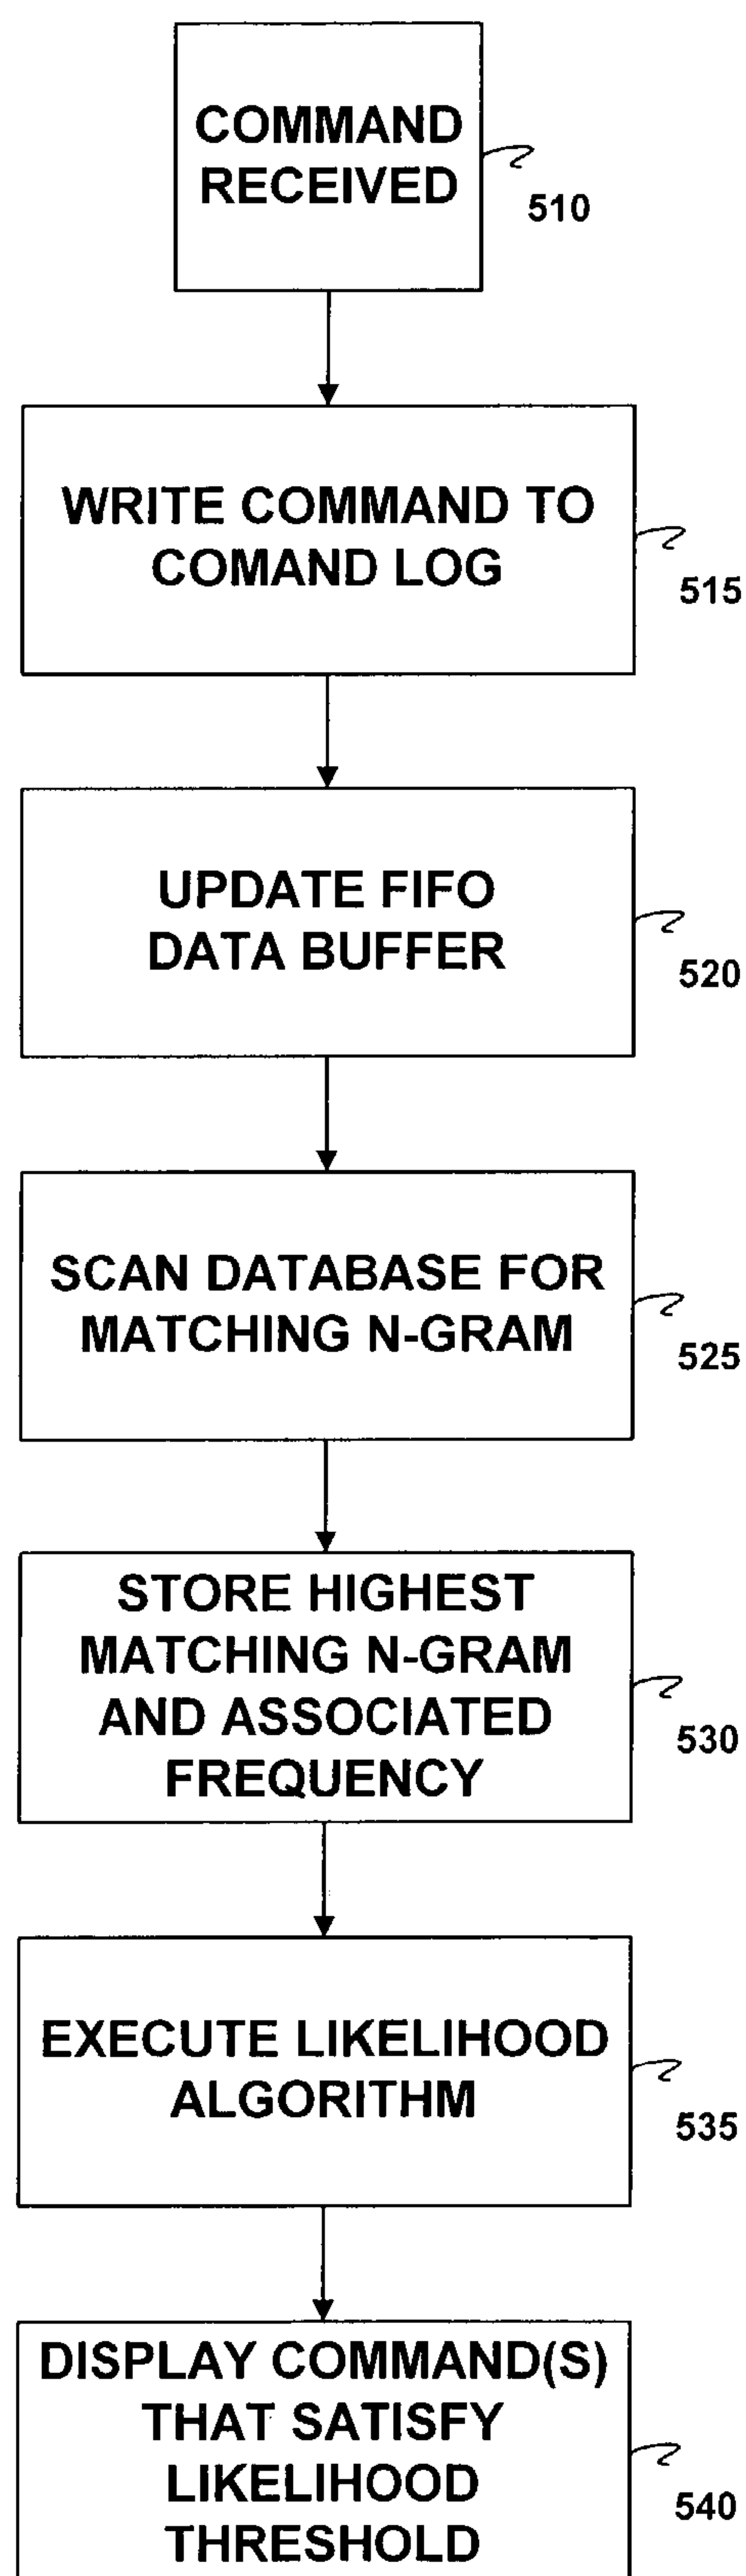 COMMAND
RECEIVED
510
WRITE COMMAND TO
COMAND LOG
515
UPDATE FIFO
DATA BUFFER
520
SCAN DATABASE FOR
MATCHING N-GRAM
525
STORE HIGHEST
MATCHING N-GRAM
AND ASSOCIATED
FREQUENCY
530
EXECUTE LIKELIHOOD
ALGORITHM
535
DISPLAY COMMAND(S)
THAT SATISFY
LIKELIHOOD
THRESHOLD
540